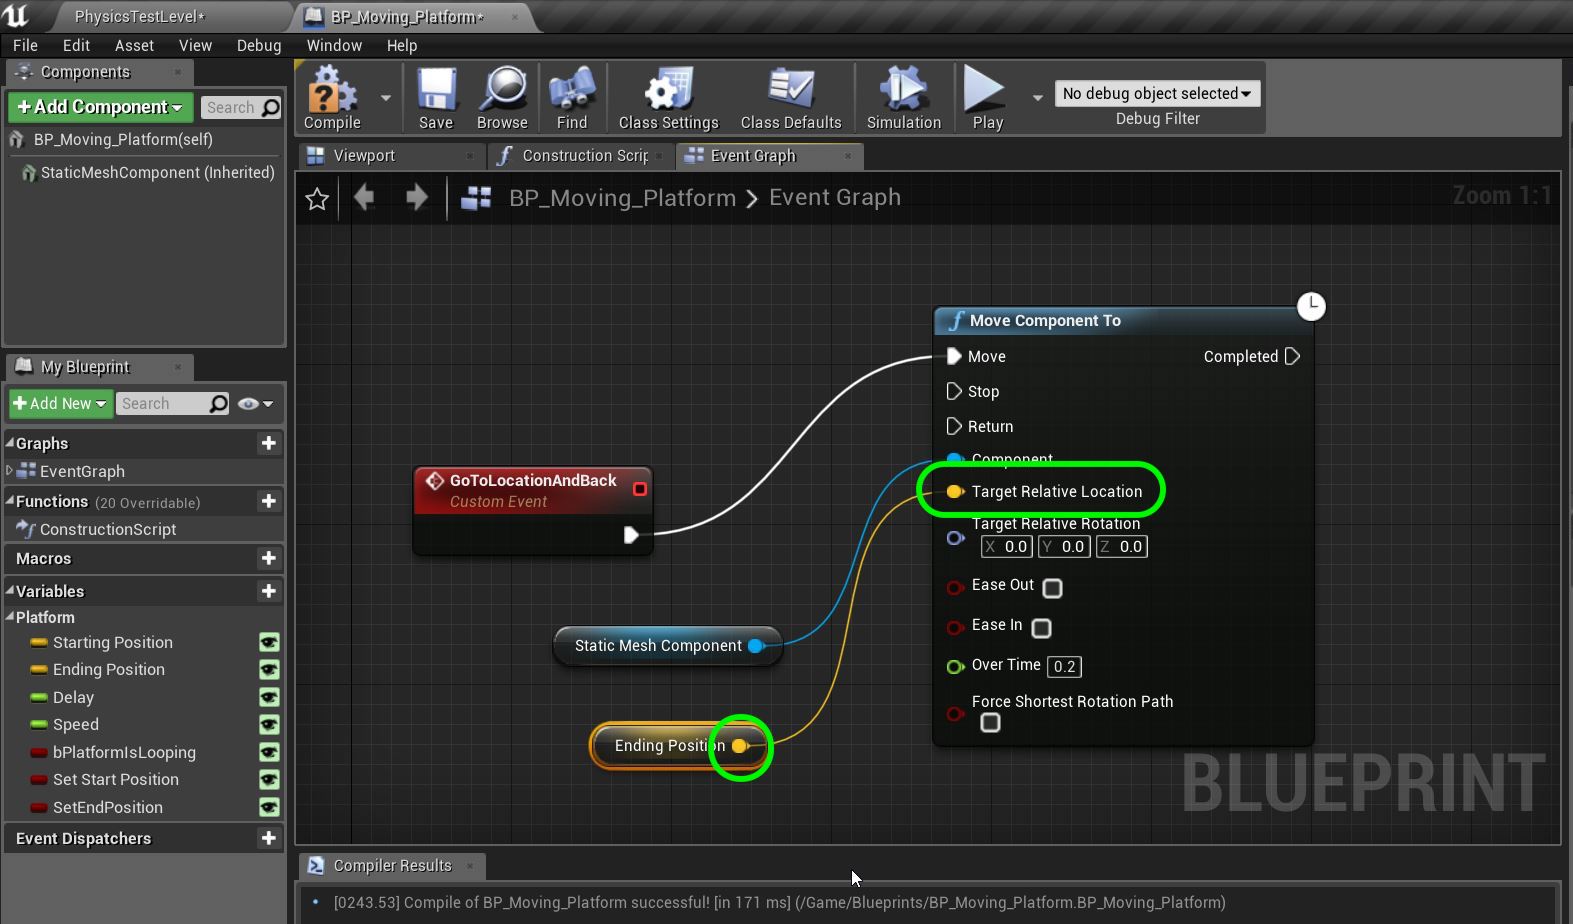 PhysicsTestLevel*
BP_Moving_Platform*
File Edit Asset View Debug Window Help
Components
+Add Component
Search
BP_Moving_Platform(self)
StaticMeshComponent (Inherited)
Compile
Save
Browse
Find
Class Settings
Class Defaults
Simulation
Play
No debug object selected
Debug Filter
Viewport
Construction Scrip
Event Graph
BP_Moving_Platform > Event Graph
Zoom 1:1
My Blueprint
+Add New
Search
Graphs
EventGraph
Functions (20 Overridable)
ConstructionScript
Macros
Variables
Platform
Starting Position
Ending Position
Delay
Speed
bPlatformIsLooping
Set Start Position
SetEndPosition
Event Dispatchers
GoToLocationAndBack
Custom Event
Static Mesh Component
Ending Position
Move Component To
Move
Completed
Stop
Return
Component
Target Relative Location
Target Relative Rotation
X 0.0 Y 0.0 Z 0.0
Ease Out
Ease In
Over Time 0.2
Force Shortest Rotation Path
BLUEPRINT
Compiler Results
[0243.53] Compile of BP_Moving_Platform successful! [in 171 ms] (/Game/Blueprints/BP_Moving_Platform.BP_Moving_Platform)